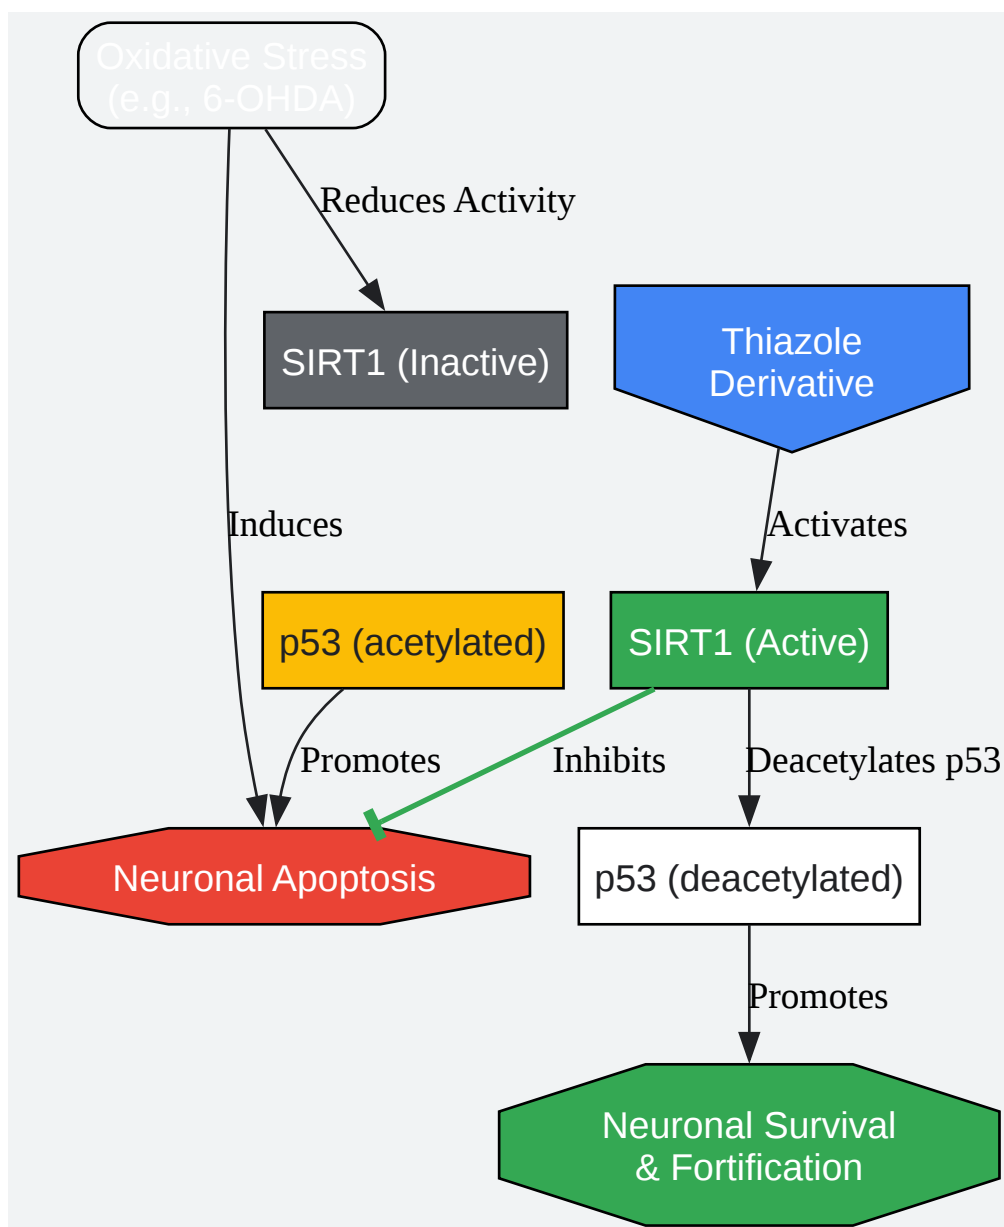 Oxidative Stress
(e.g., 6-OHDA)
Reduces Activity
SIRT1 (Inactive)
Thiazole
Derivative
Induces
Activates
p53 (acetylated)
SIRT1 (Active)
Promotes
Inhibits
Deacetylates p53
Neuronal Apoptosis
p53 (deacetylated)
Promotes
Neuronal Survival
& Fortification